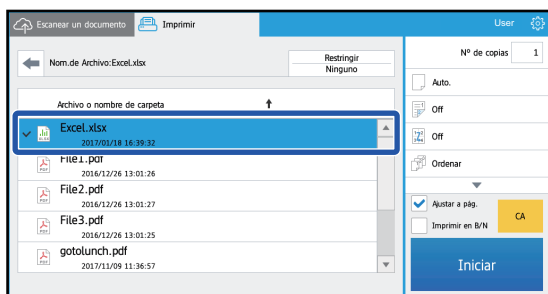 Escanear un documento
Imprimir
User
Nom.de Archivo:Excel.xlsx
Restringir
Ninguno
Archivo o nombre de carpeta
Excel.xlsx
2017/01/18 16:39:32
File1.pdf
2016/12/26 13:01:26
File2.pdf
2016/12/26 13:01:27
File3.pdf
2016/12/26 13:01:25
gotolunch.pdf
2017/11/09 11:36:57
Nº de copias 1
Auto.
Off
Off
Ordenar
Ajustar a pág.
Imprimir en B/N
CA
Iniciar